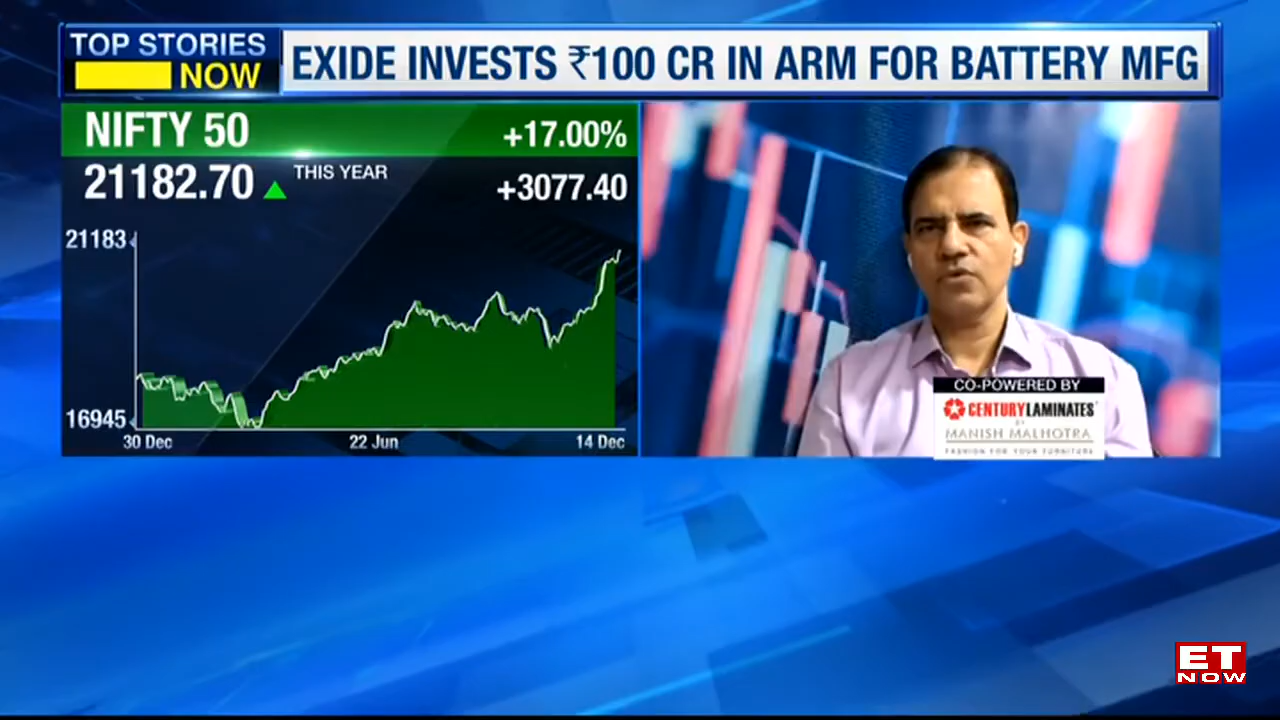 TOP STORIES
NOW
EXIDE INVESTS ₹100 CR IN ARM FOR BATTERY MFG
NIFTY 50
+17.00%
21182.70
THIS YEAR
+3077.40
21183
16945
30 Dec
22 Jun
14 Dec
CO-POWERED BY
CENTURYLAMINATES
BY
MANISH MALHOTRA
FASHION FOR YOUR FURNITURE
ET
NOW